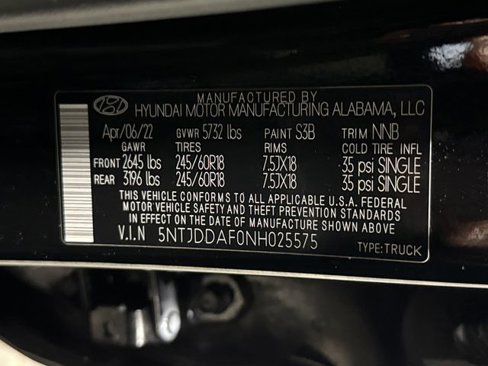 MANUFACTURED BY
HYUNDAI MOTOR MANUFACTURING ALABAMA, LLC
Apr/06/22 GVWR 5732 lbs PAINT S3B TRIM NNB
GAWR TIRES RIMS COLD TIRE INFL
FRONT 2645 lbs 245/60R18 7.5JX18 35 psi SINGLE
REAR 3196 lbs 245/60R18 7.5JX18 35 psi SINGLE
THIS VEHICLE CONFORMS TO ALL APPLICABLE U.S.A. FEDERAL
MOTOR VEHICLE SAFETY BUMPER, AND THEFT PREVENTION STANDARDS
IN EFFECT ON THE DATE OF MANUFACTURE SHOWN ABOVE
V.I.N 5NTJDDAF0NH025575
TYPE:TRUCK